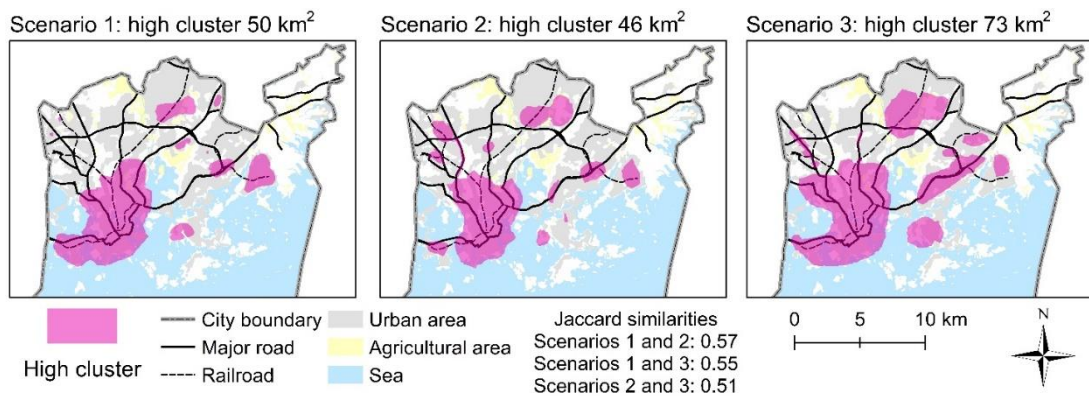 Scenario 1: high cluster 50 km²
Scenario 2: high cluster 46 km²
Scenario 3: high cluster 73 km²
High cluster
City boundary
Major road
Railroad
Urban area
Agricultural area
Sea
Jaccard similarities
Scenarios 1 and 2: 0.57
Scenarios 1 and 3: 0.55
Scenarios 2 and 3: 0.51
0 5 10 km
N